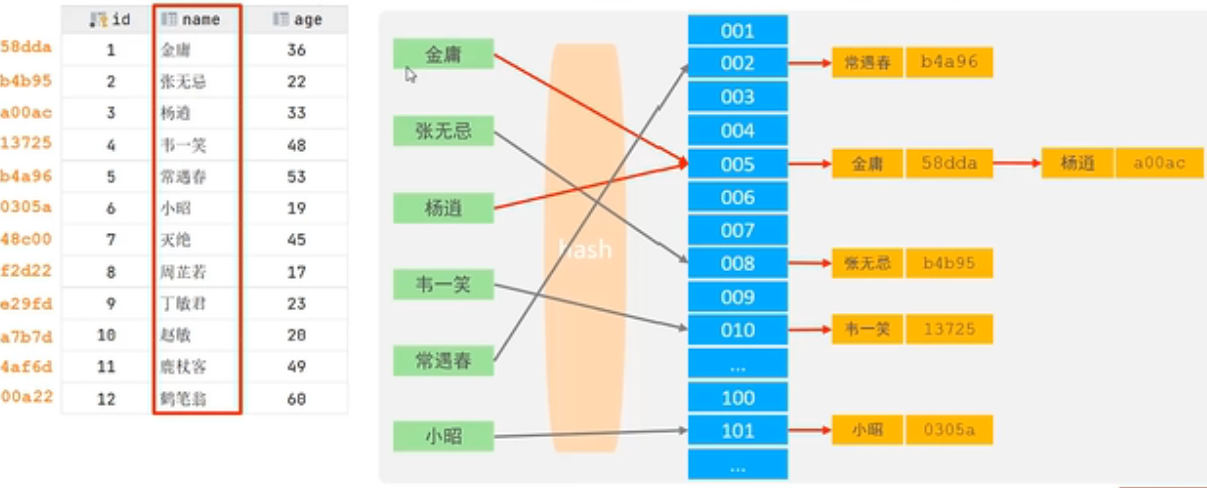 id name age
58dda 1 金庸 36
b4b95 2 张无忌 22
a00ac 3 杨逍 33
13725 4 韦一笑 48
b4a96 5 常遇春 53
0305a 6 小昭 19
48c00 7 灭绝 45
f2d22 8 周芷若 17
e29fd 9 丁敏君 23
a7b7d 10 赵敏 20
4af6d 11 鹿杖客 49
00a22 12 鹤笔翁 60
金庸
张无忌
杨逍
韦一笑
常遇春
小昭
hash
001
002 常遇春 b4a96
003
004
005 金庸 58dda 杨逍 a00ac
006
007
008 张无忌 b4b95
009
010 韦一笑 13725
...
100
101 小昭 0305a
...